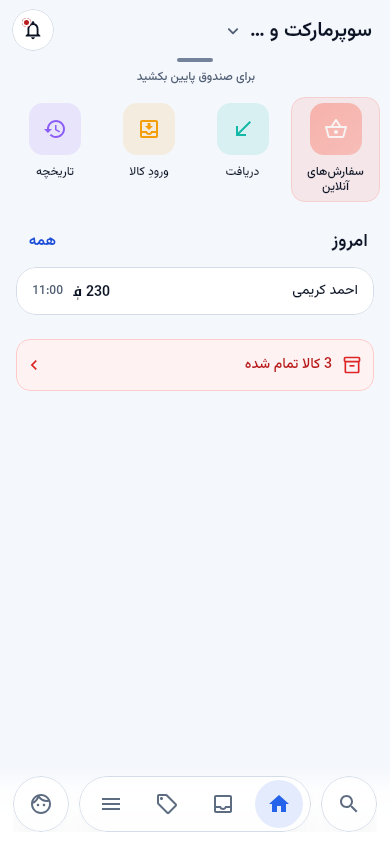 سوپرمارکت و ...
برای صندوق پایین بکشید
سفارش‌های
آنلاین
دریافت
ورود کالا
تاریخچه
امروز
همه
احمد کریمی
230 ؋
11:00
3 کالا تمام شده